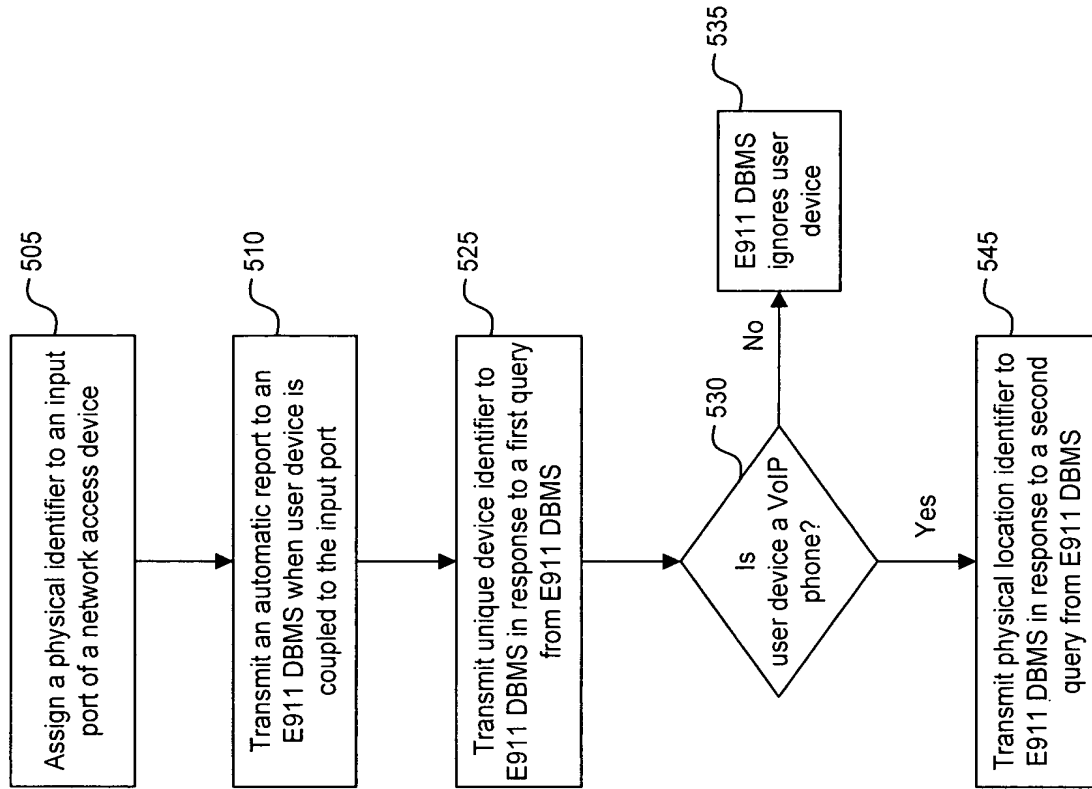 505
Assign a physical identifier to an input
port of a network access device
510
Transmit an automatic report to an
E911 DBMS when user device is
coupled to the input port
525
Transmit unique device identifier to
E911 DBMS in response to a first query
from E911 DBMS
530
Is
user device a VoIP
phone?
No
535
E911 DBMS
ignores user
device
Yes
545
Transmit physical location identifier to
E911 DBMS in response to a second
query from E911 DBMS